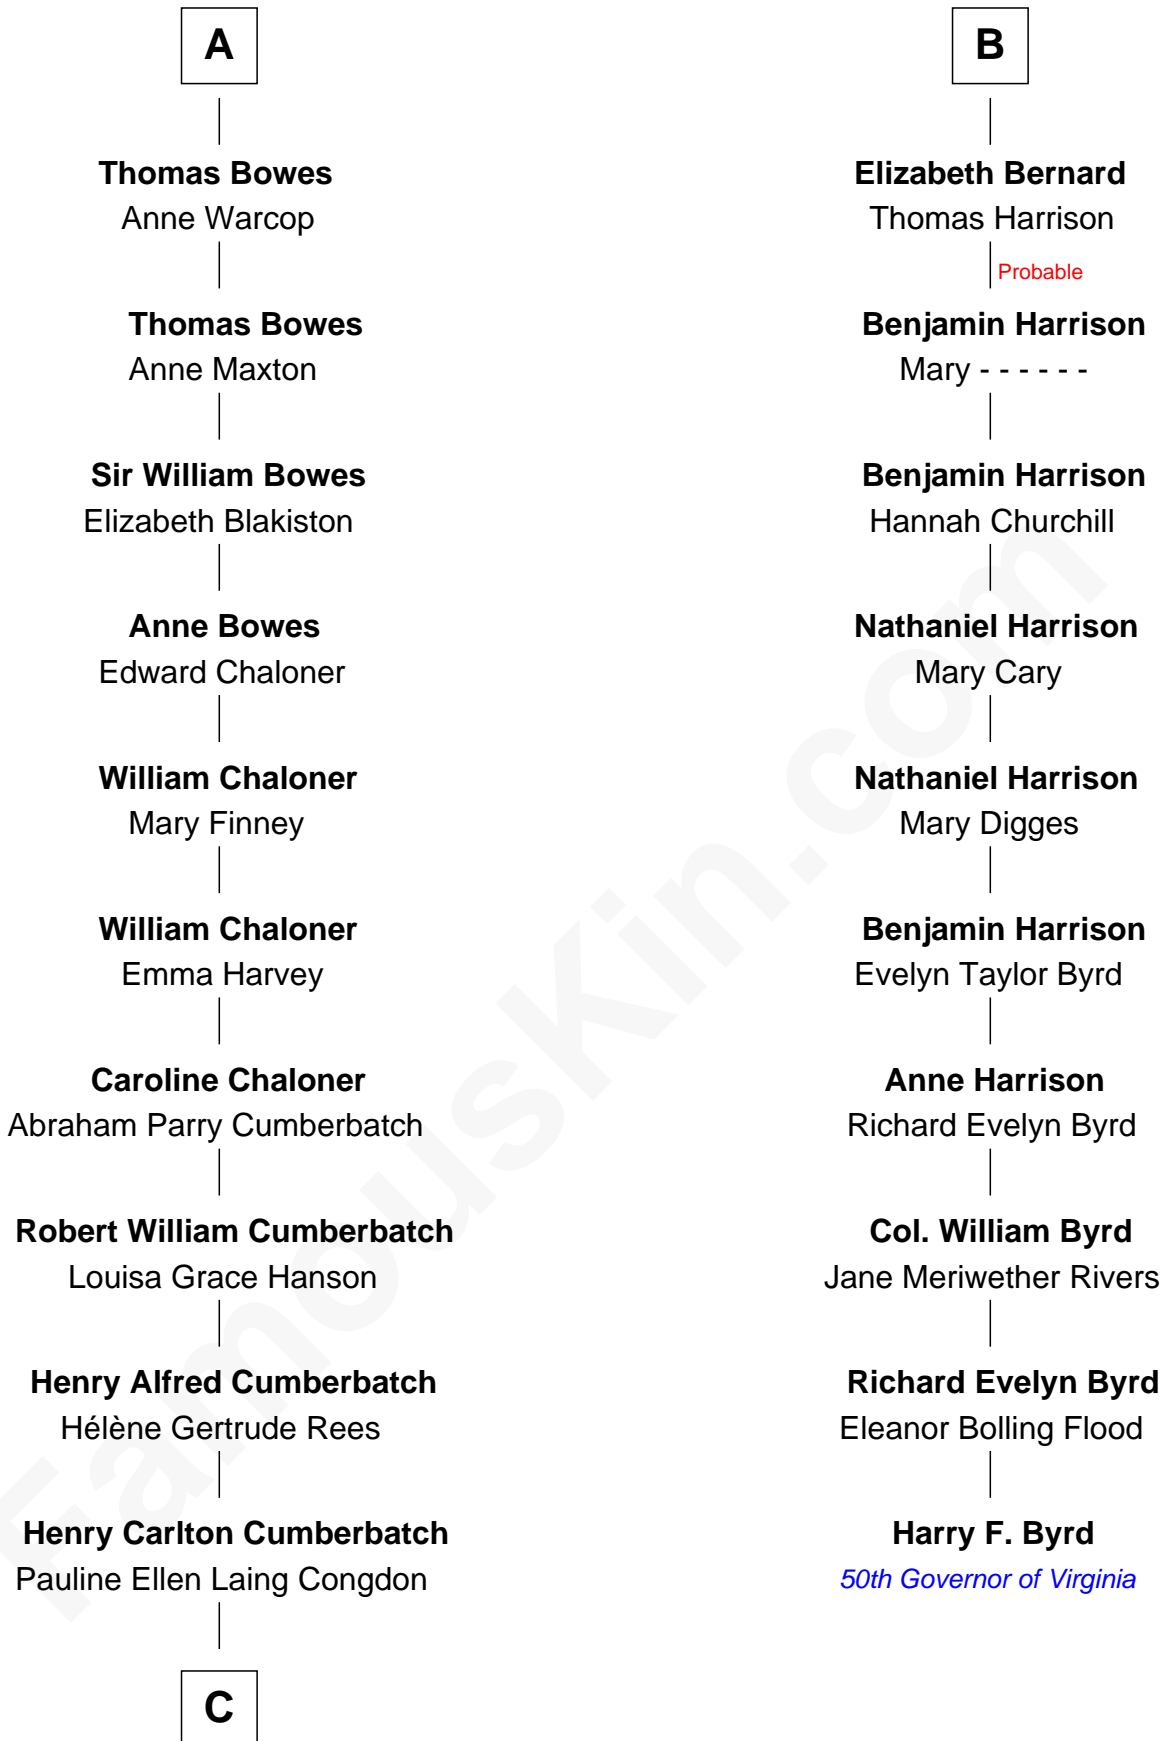 A
Thomas Bowes
Anne Warcop
Thomas Bowes
Anne Maxton
Sir William Bowes
Elizabeth Blakiston
Anne Bowes
Edward Chaloner
William Chaloner
Mary Finney
William Chaloner
Emma Harvey
Caroline Chaloner
Abraham Parry Cumberbatch
Robert William Cumberbatch
Louisa Grace Hanson
Henry Alfred Cumberbatch
Hélène Gertrude Rees
Henry Carlton Cumberbatch
Pauline Ellen Laing Congdon
C
B
Elizabeth Bernard
Thomas Harrison
Probable
Benjamin Harrison
Mary - - - - - -
Benjamin Harrison
Hannah Churchill
Nathaniel Harrison
Mary Cary
Nathaniel Harrison
Mary Digges
Benjamin Harrison
Evelyn Taylor Byrd
Anne Harrison
Richard Evelyn Byrd
Col. William Byrd
Jane Meriwether Rivers
Richard Evelyn Byrd
Eleanor Bolling Flood
Harry F. Byrd
50th Governor of Virginia
FamousKin.com